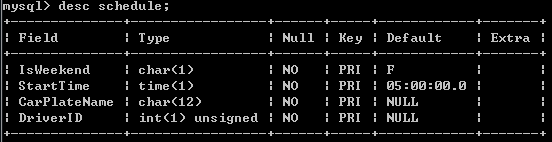 mysql> desc schedule;
+--------------+-----------------+------+-----+------------+-------+
| Field | Type | Null | Key | Default | Extra |
+--------------+-----------------+------+-----+------------+-------+
| IsWeekend | char(1) | NO | PRI | F | |
| StartTime | time(1) | NO | PRI | 05:00:00.0 | |
| CarPlateName | char(12) | NO | PRI | NULL | |
| DriverID | int(1) unsigned | NO | PRI | NULL | |
+--------------+-----------------+------+-----+------------+-------+